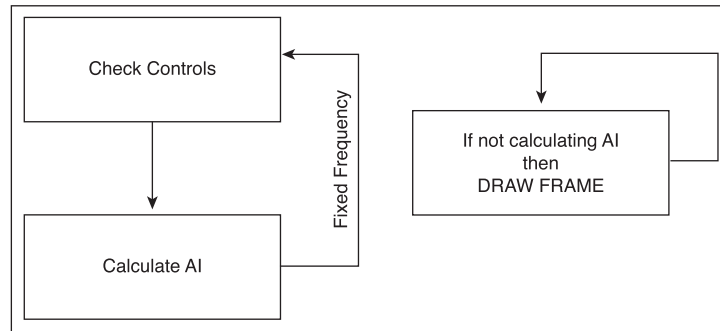 Check Controls
Calculate AI
Fixed Frequency
If not calculating AI
then
DRAW FRAME